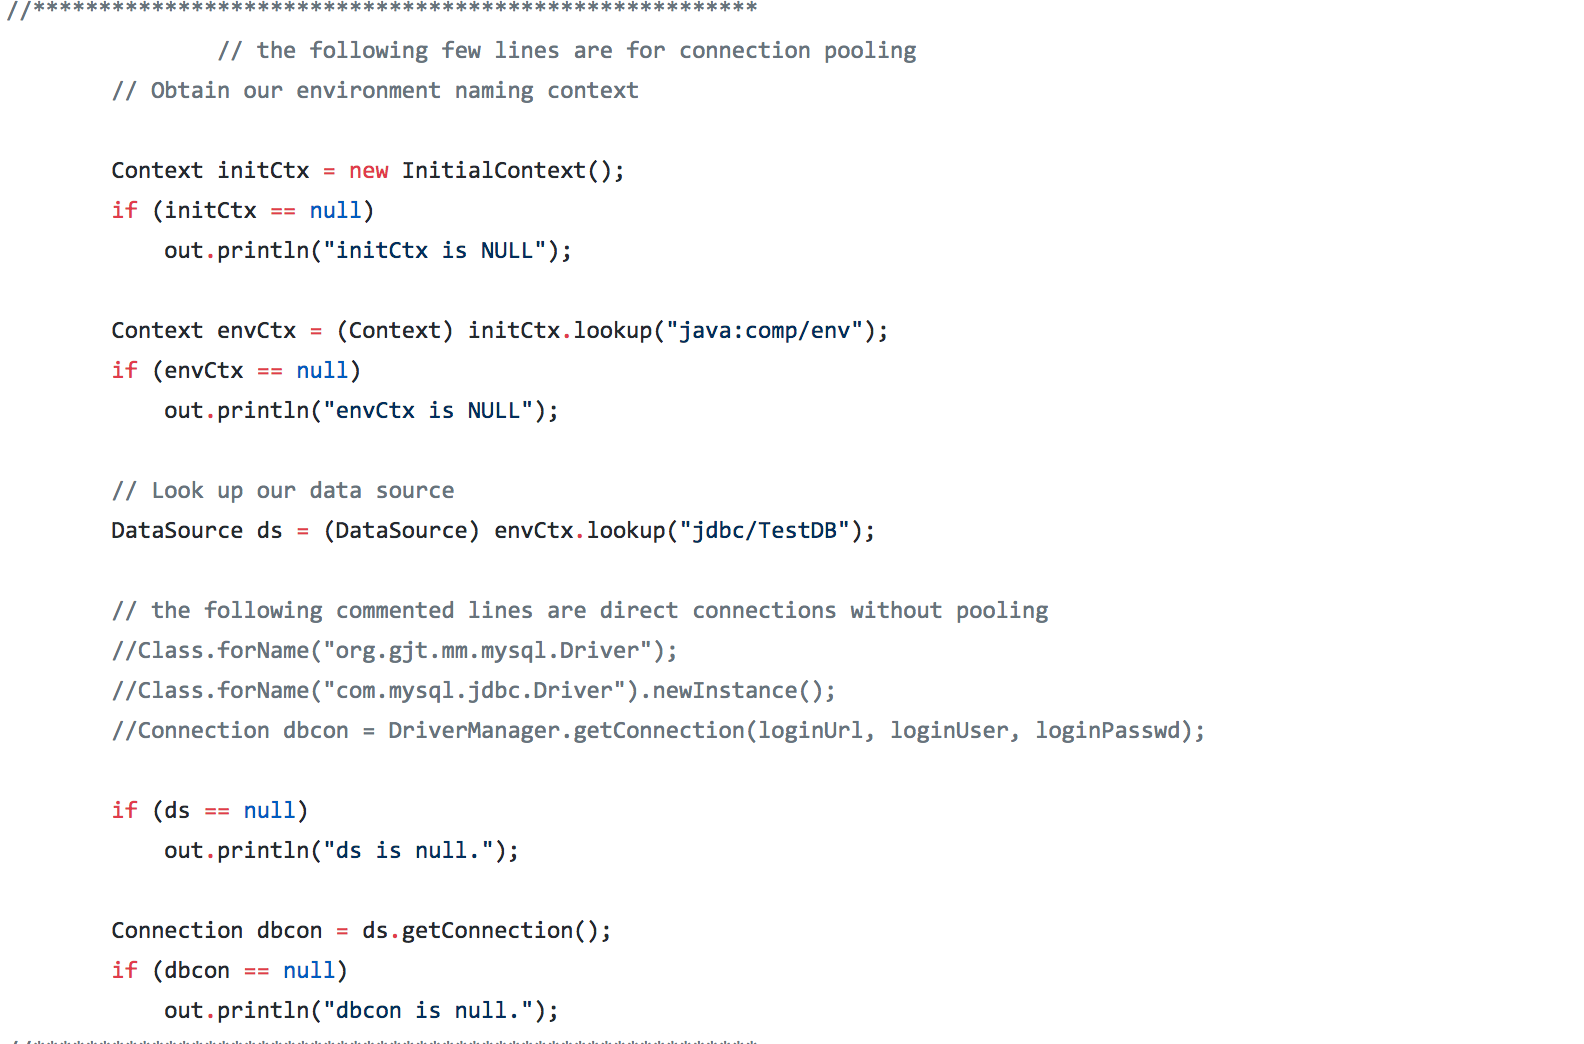 //*******************************************************
// the following few lines are for connection pooling
// Obtain our environment naming context
Context initCtx = new InitialContext();
if (initCtx == null)
out.println("initCtx is NULL");
Context envCtx = (Context) initCtx.lookup("java:comp/env");
if (envCtx == null)
out.println("envCtx is NULL");
// Look up our data source
DataSource ds = (DataSource) envCtx.lookup("jdbc/TestDB");
// the following commented lines are direct connections without pooling
//Class.forName("org.gjt.mm.mysql.Driver");
//Class.forName("com.mysql.jdbc.Driver").newInstance();
//Connection dbcon = DriverManager.getConnection(loginUrl, loginUser, loginPasswd);
if (ds == null)
out.println("ds is null.");
Connection dbcon = ds.getConnection();
if (dbcon == null)
out.println("dbcon is null.");
//*******************************************************